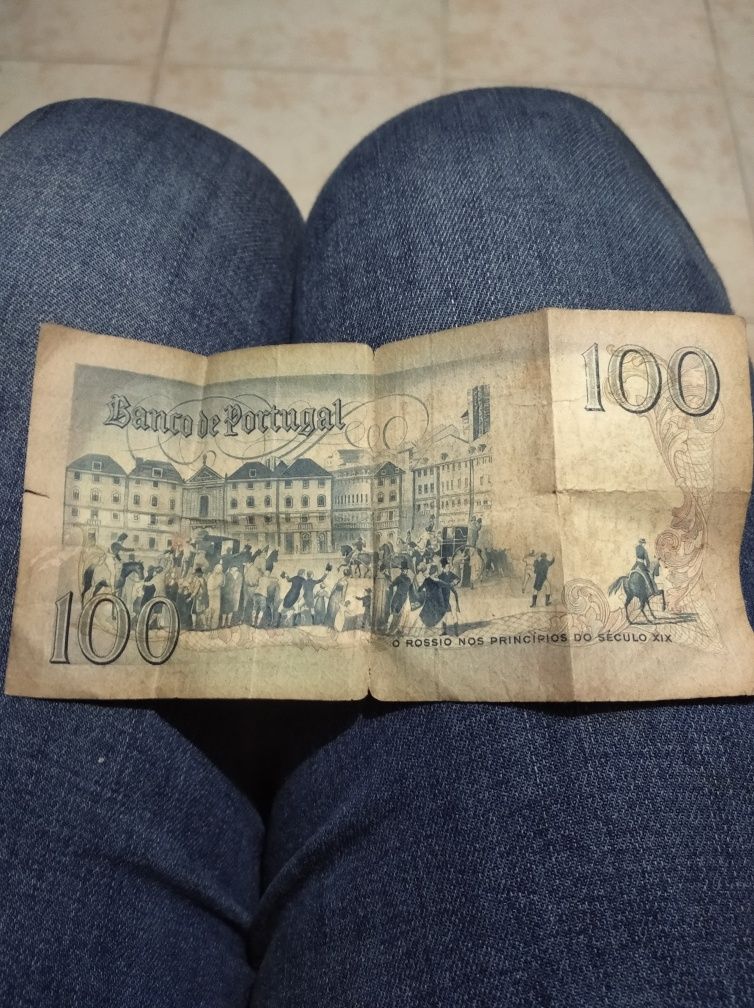 100
Banco de Portugal
100
O ROSSIO NOS PRINCÍPIOS DO SÉCULO XIX